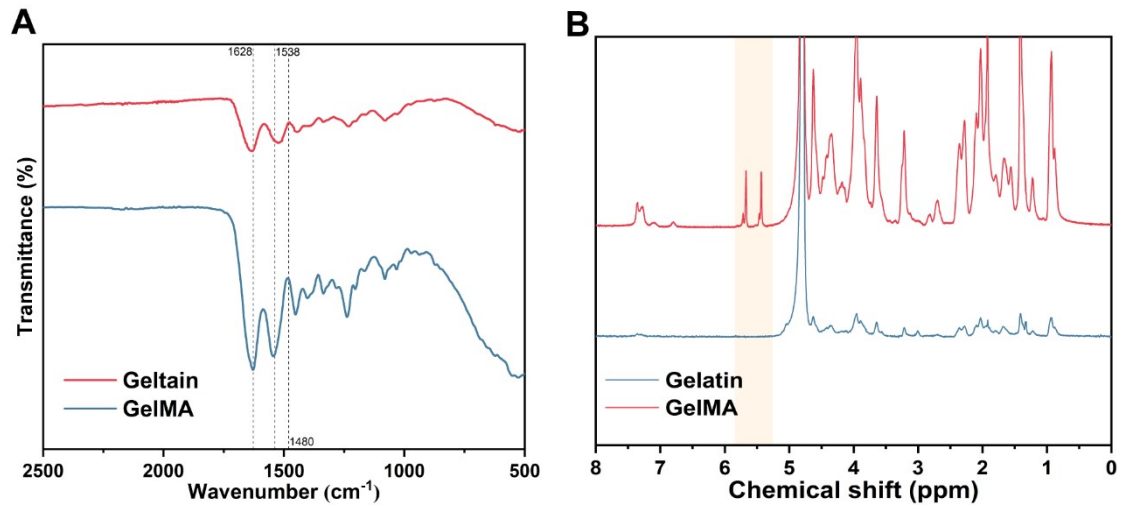 A
1628
1538
Transmittance (%)
Geltain
GelMA
1480
2500
2000
1500
1000
500
Wavenumber (cm⁻¹)
B
Gelatin
GelMA
8
7
6
5
4
3
2
1
0
Chemical shift (ppm)